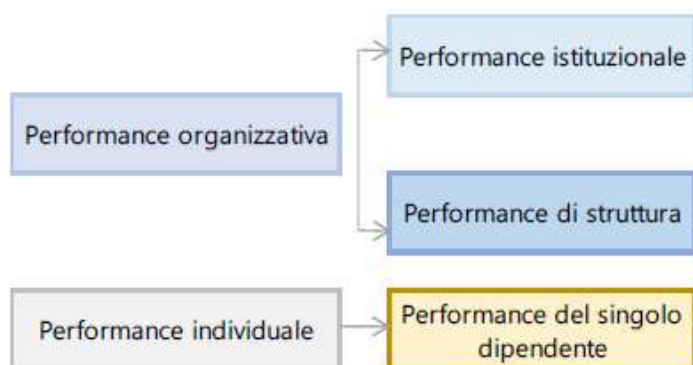 Performance istituzionale
Performance organizzativa
Performance di struttura
Performance individuale
Performance del singolo
dipendente